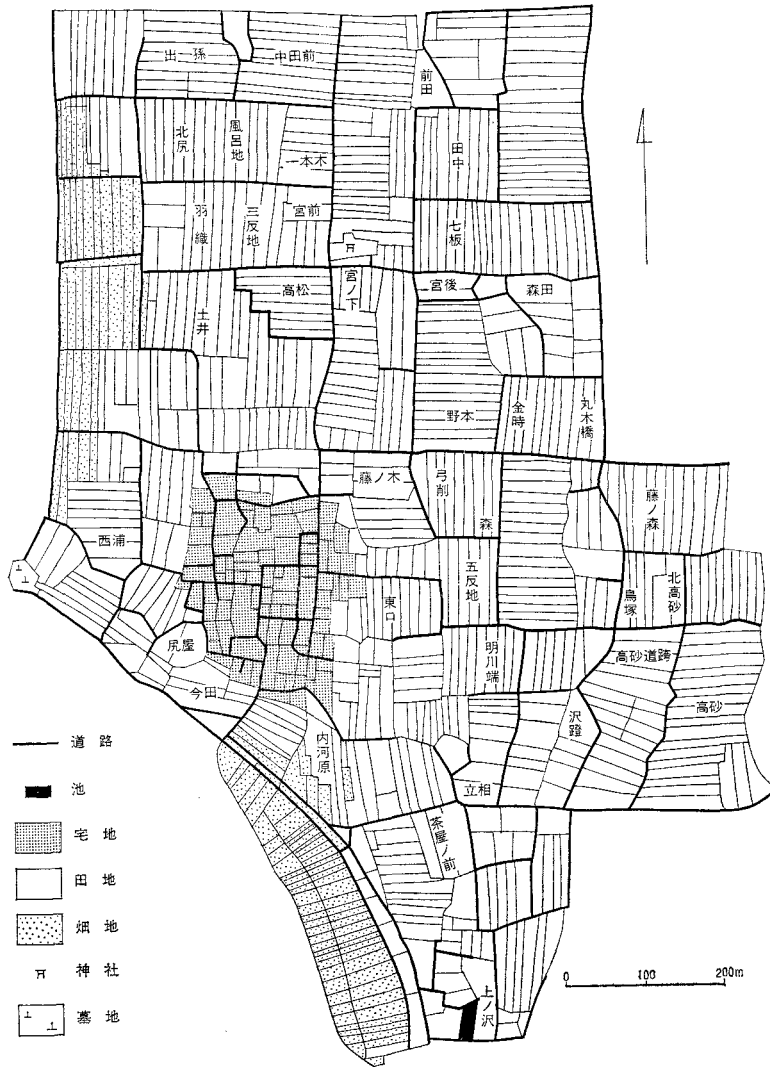 出孫
中田前
前田
北尻
風呂地
一本木
田中
羽織
三反地
宮前
七板
高松
宮ノ下
宮後
森田
土井
野本
金時
丸木橋
藤ノ木
弓削
森
藤ノ森
西浦
東口
五反地
鳥塚
北高砂
尻屋
明川端
高砂道跨
今田
沢蹬
高砂
内河原
立相
茶屋ノ前
上ノ沢
道路
池
宅地
田地
畑地
神社
墓地
0 100 200m